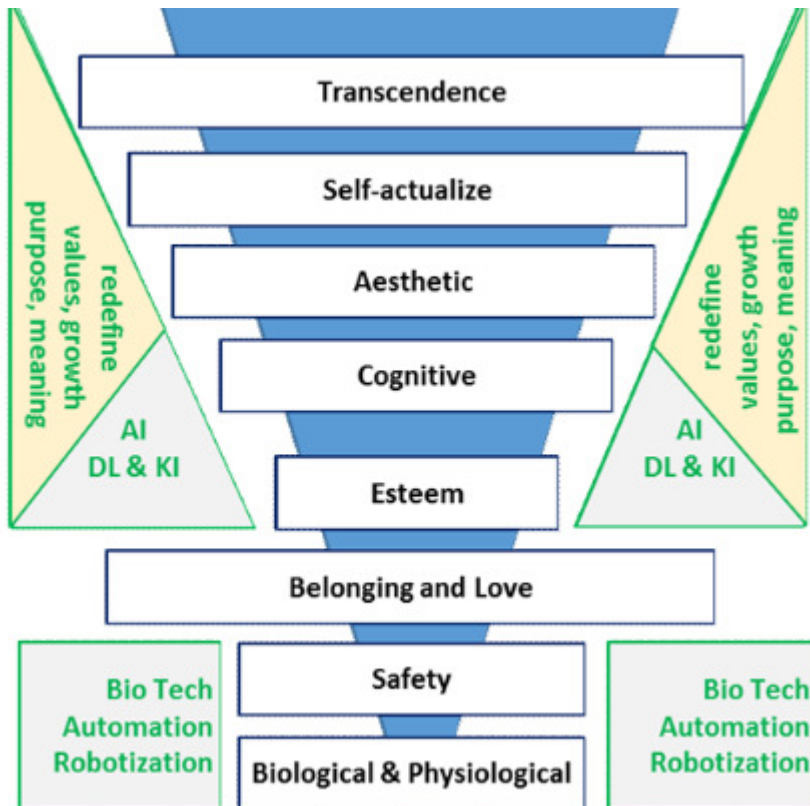 Transcendence
Self-actualize
Aesthetic
Cognitive
Esteem
Belonging and Love
Safety
Biological & Physiological
redefine
values, growth
purpose, meaning
AI
DL & KI
redefine
values, growth
purpose, meaning
AI
DL & KI
Bio Tech
Automation
Robotization
Bio Tech
Automation
Robotization